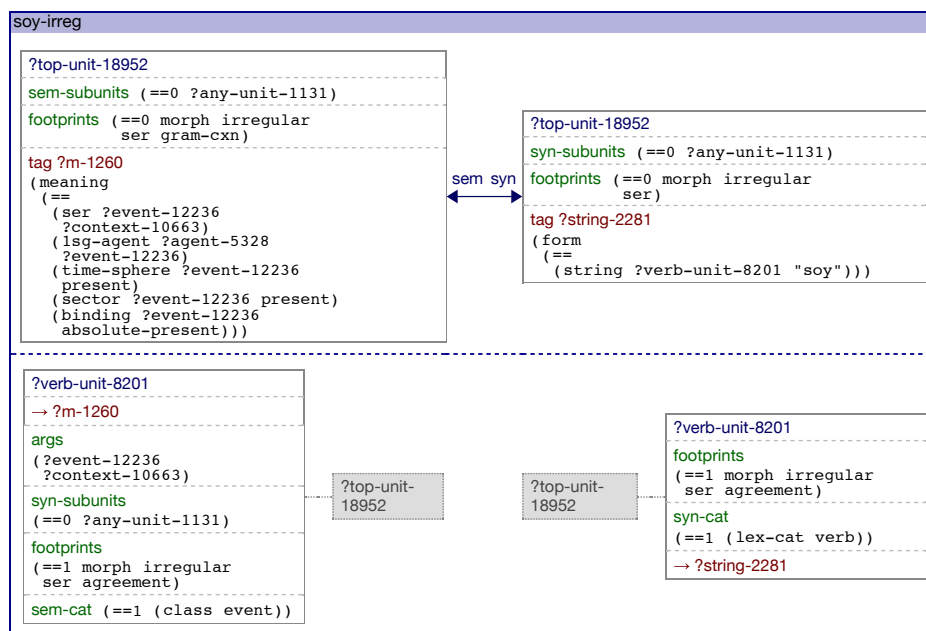 soy-irreg
?top-unit-18952
sem-subunits (==0 ?any-unit-1131)
footprints (==0 morph irregular
ser gram-cxn)
tag ?m-1260
(meaning
(==
(ser ?event-12236
?context-10663)
(1sg-agent ?agent-5328
?event-12236)
(time-sphere ?event-12236
present)
(sector ?event-12236 present)
(binding ?event-12236
absolute-present)))
sem syn
?top-unit-18952
syn-subunits (==0 ?any-unit-1131)
footprints (==0 morph irregular
ser)
tag ?string-2281
(form
(==
(string ?verb-unit-8201 "soy")))
?verb-unit-8201
→ ?m-1260
args
(?event-12236
?context-10663)
syn-subunits
(==0 ?any-unit-1131)
footprints
(==1 morph irregular
ser agreement)
sem-cat (==1 (class event))
?top-unit-
18952
?top-unit-
18952
?verb-unit-8201
footprints
(==1 morph irregular
ser agreement)
syn-cat
(==1 (lex-cat verb))
→ ?string-2281